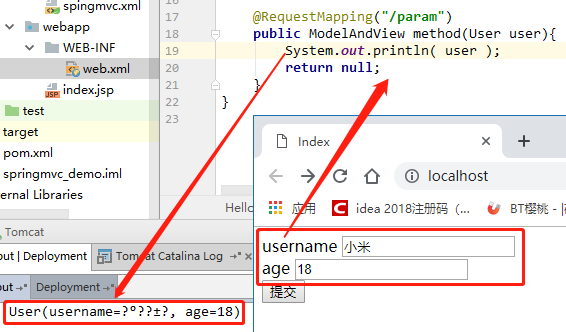 spingmvc.xml
webapp
WEB-INF
web.xml
index.jsp
test
target
pom.xml
springmvc_demo.iml
ernal Libraries
17
18
19
20
21
22
23
@RequestMapping("/param")
public ModelAndView method(User user){
System.out.println( user );
return null;
}
}
Hello
Tomcat
ut | Deployment
Tomcat Catalina Log
ut
Deployment
User(username=?º??±?, age=18)
Index
localhost
应用
idea 2018注册码 (
BT樱桃 - [
username 小米
age 18
提交